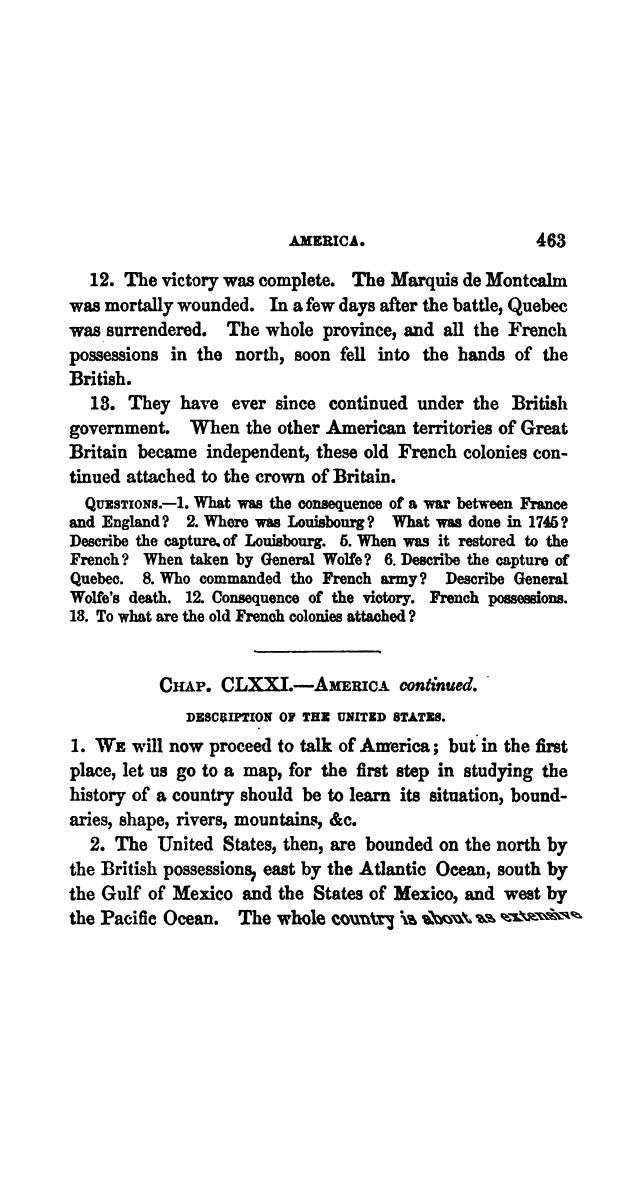 AMERICA. 463
12. The victory was complete. The Marquis de Montcalm
was mortally wounded. In a few days after the battle, Quebec
was surrendered. The whole province, and all the French
possessions in the north, soon fell into the hands of the
British.
13. They have ever since continued under the British
government. When the other American territories of Great
Britain became independent, these old French colonies con-
tinued attached to the crown of Britain.
QUESTIONS.—1. What was the consequence of a war between France
and England? 2. Where was Louisbourg? What was done in 1745?
Describe the capture of Louisbourg. 5. When was it restored to the
French? When taken by General Wolfe? 6. Describe the capture of
Quebec. 8. Who commanded tho French army? Describe General
Wolfe's death. 12. Consequence of the victory. French possessions.
13. To what are the old French colonies attached?
CHAP. CLXXI.—AMERICA continued.
DESCRIPTION OF THE UNITED STATES.
1. WE will now proceed to talk of America; but in the first
place, let us go to a map, for the first step in studying the
history of a country should be to learn its situation, bound-
aries, shape, rivers, mountains, &c.
2. The United States, then, are bounded on the north by
the British possessions, east by the Atlantic Ocean, south by
the Gulf of Mexico and the States of Mexico, and west by
the Pacific Ocean. The whole country is about as extensive